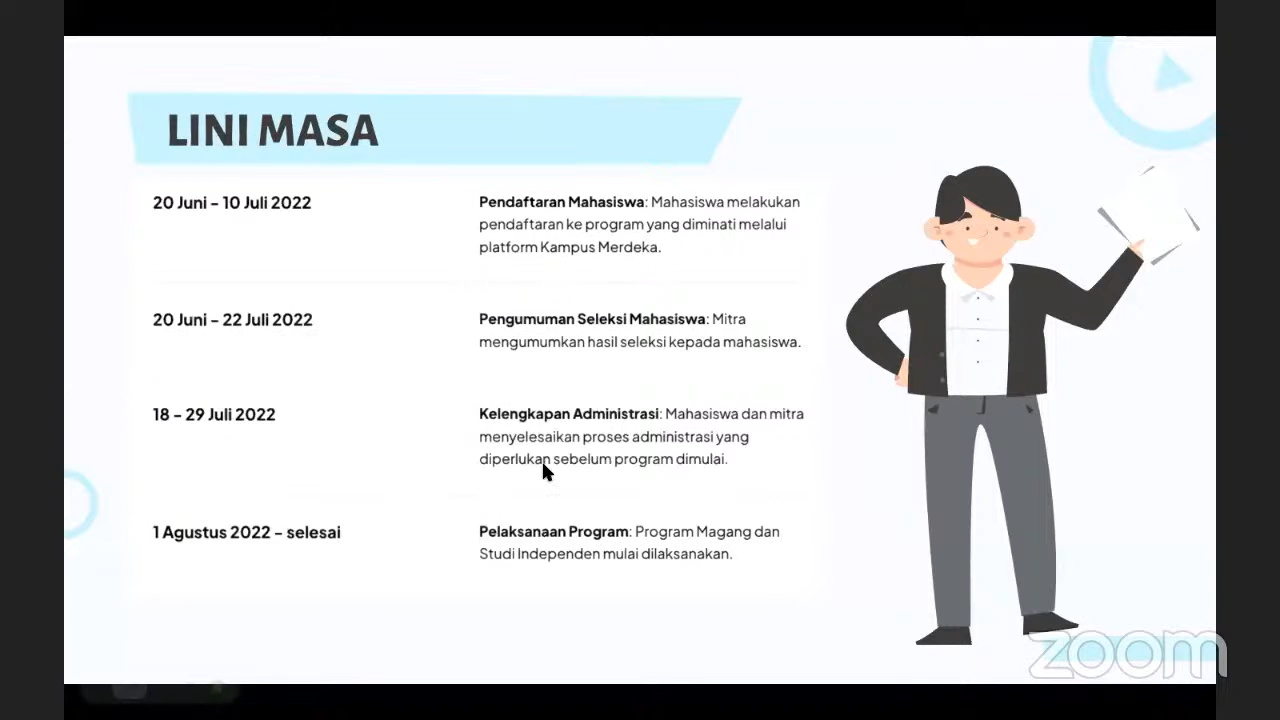 LINI MASA
20 Juni – 10 Juli 2022
Pendaftaran Mahasiswa: Mahasiswa melakukan
pendaftaran ke program yang diminati melalui
platform Kampus Merdeka.
20 Juni – 22 Juli 2022
Pengumuman Seleksi Mahasiswa: Mitra
mengumumkan hasil seleksi kepada mahasiswa.
18 – 29 Juli 2022
Kelengkapan Administrasi: Mahasiswa dan mitra
menyelesaikan proses administrasi yang
diperlukan sebelum program dimulai.
1 Agustus 2022 – selesai
Pelaksanaan Program: Program Magang dan
Studi Independen mulai dilaksanakan.
zoom